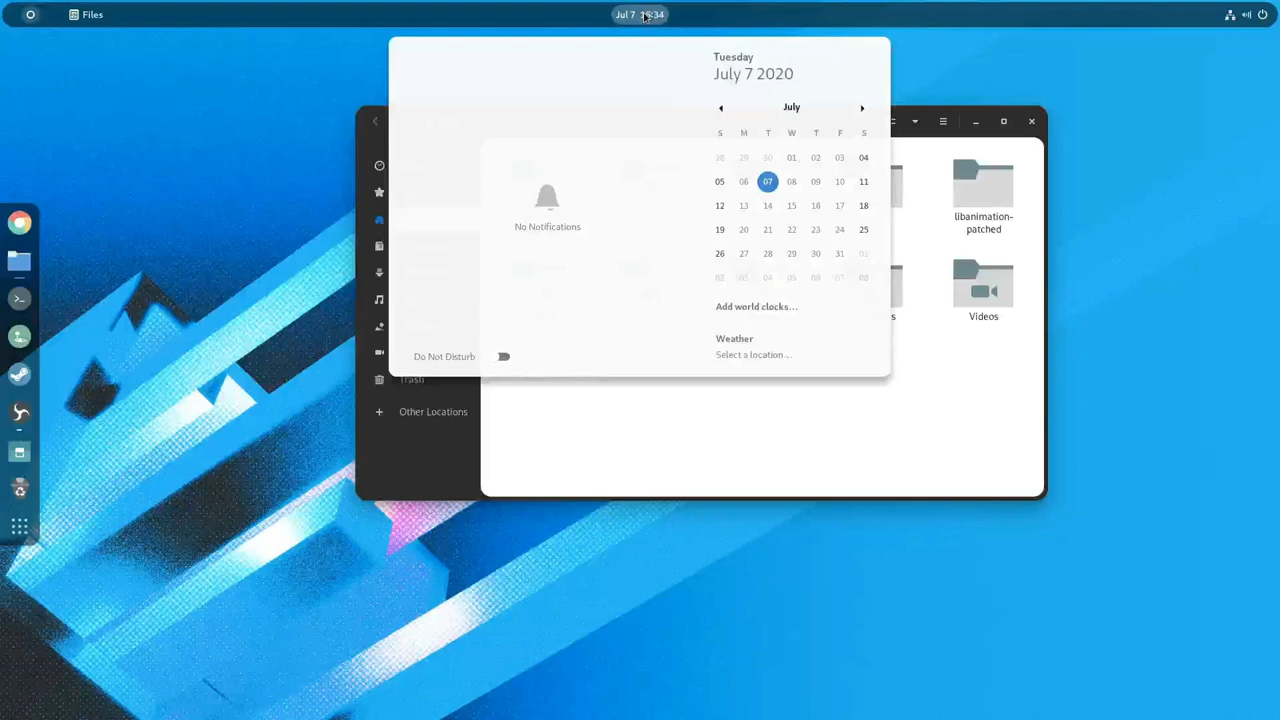 Files
Jul 7 16:34
Tuesday
July 7 2020
July
S M T W T F S
28 29 30 01 02 03 04
05 06 07 08 09 10 11
12 13 14 15 16 17 18
19 20 21 22 23 24 25
26 27 28 29 30 31 01
02 03 04 05 06 07 08
No Notifications
Add world clocks…
Weather
Select a location…
Do Not Disturb
libanimation-
patched
Videos
Trash
Other Locations